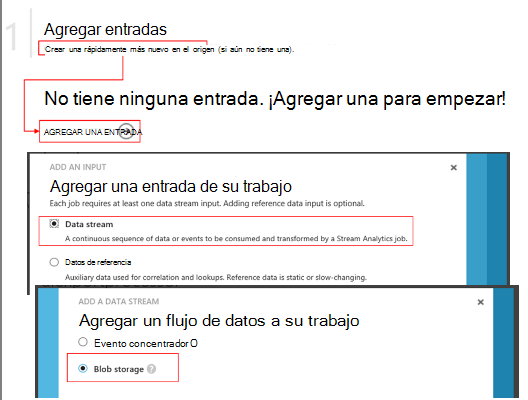 1
Agregar entradas
Crear una rápidamente más nuevo en el origen (si aún no tiene una).
No tiene ninguna entrada. ¡Agregar una para empezar!
AGREGAR UNA ENTRADA
ADD AN INPUT
Agregar una entrada de su trabajo
Each job requires at least one data stream input. Adding reference data input is optional.
Data stream
A continuous sequence of data or events to be consumed and transformed by a Stream Analytics job.
Datos de referencia
Auxiliary data used for correlation and lookups. Reference data is static or slow-changing.
ADD A DATA STREAM
Agregar un flujo de datos a su trabajo
Evento concentrador O
Blob storage ?